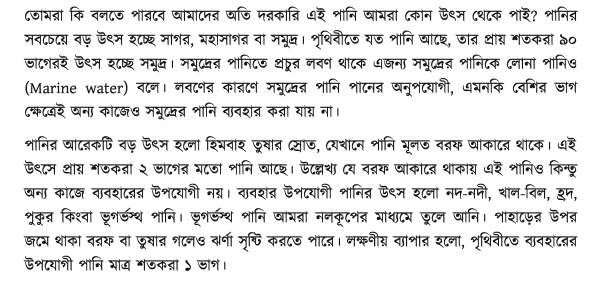 তোমরা কি বলতে পারবে আমাদের অতি দরকারি এই পানি আমরা কোন উৎস থেকে পাই? পানির
সবচেয়ে বড় উৎস হচ্ছে সাগর, মহাসাগর বা সমুদ্র। পৃথিবীতে যত পানি আছে, তার প্রায় শতকরা ৯০
ভাগেরই উৎস হচ্ছে সমুদ্র। সমুদ্রের পানিতে প্রচুর লবণ থাকে এজন্য সমুদ্রের পানিকে লোনা পানিও
(Marine water) বলে। লবণের কারণে সমুদ্রের পানি পানের অনুপযোগী, এমনকি বেশির ভাগ
ক্ষেত্রেই অন্য কাজেও সমুদ্রের পানি ব্যবহার করা যায় না।
পানির আরেকটি বড় উৎস হলো হিমবাহ তুষার স্রোত, যেখানে পানি মূলত বরফ আকারে থাকে। এই
উৎসে প্রায় শতকরা ২ ভাগের মতো পানি আছে। উল্লেখ্য যে বরফ আকারে থাকায় এই পানিও কিন্তু
অন্য কাজে ব্যবহারের উপযোগী নয়। ব্যবহার উপযোগী পানির উৎস হলো নদ-নদী, খাল-বিল, হ্রদ,
পুকুর কিংবা ভূগর্ভস্থ পানি। ভূগর্ভস্থ পানি আমরা নলকূপের মাধ্যমে তুলে আনি। পাহাড়ের উপর
জমে থাকা বরফ বা তুষার গলেও ঝর্ণা সৃষ্টি করতে পারে। লক্ষণীয় ব্যাপার হলো, পৃথিবীতে ব্যবহারের
উপযোগী পানি মাত্র শতকরা ১ ভাগ।